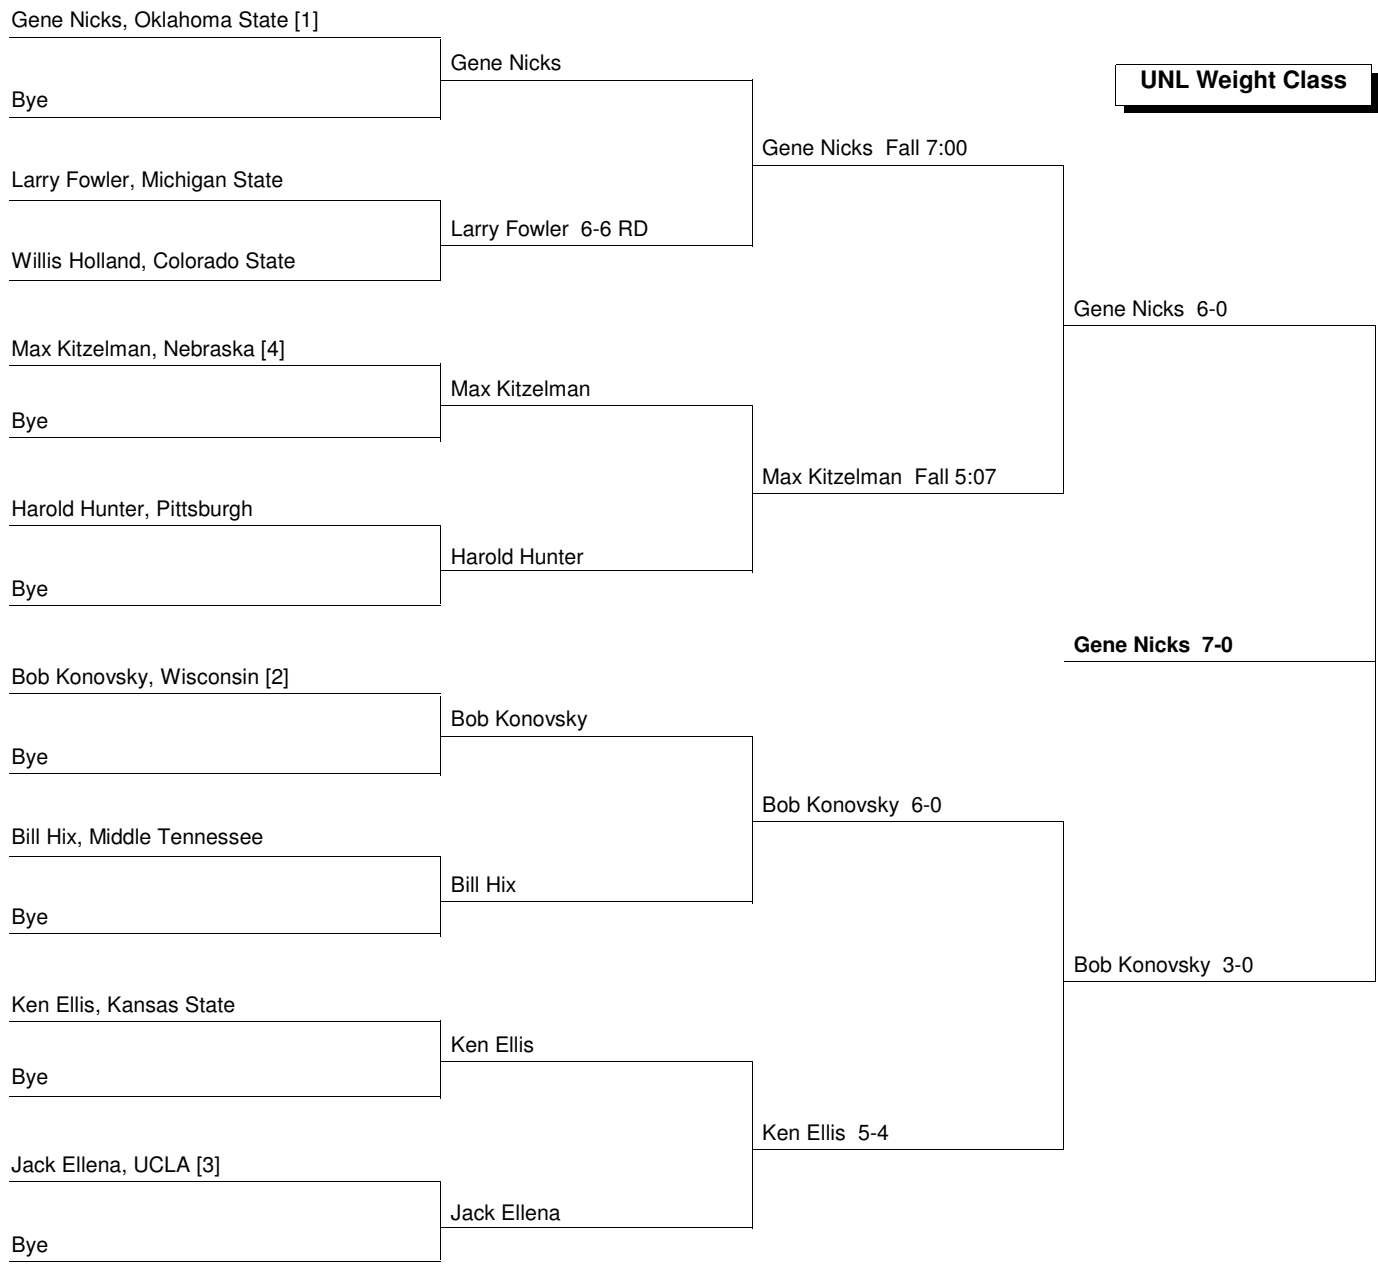 Gene Nicks, Oklahoma State [1]
Bye
Larry Fowler, Michigan State
Willis Holland, Colorado State
Max Kitzelman, Nebraska [4]
Bye
Harold Hunter, Pittsburgh
Bye
Bob Konovsky, Wisconsin [2]
Bye
Bill Hix, Middle Tennessee
Bye
Ken Ellis, Kansas State
Bye
Jack Ellena, UCLA [3]
Bye
Gene Nicks
Larry Fowler 6-6 RD
Max Kitzelman
Harold Hunter
Bob Konovsky
Bill Hix
Ken Ellis
Jack Ellena
Gene Nicks Fall 7:00
Max Kitzelman Fall 5:07
Bob Konovsky 6-0
Ken Ellis 5-4
UNL Weight Class
Gene Nicks 6-0
Gene Nicks 7-0
Bob Konovsky 3-0